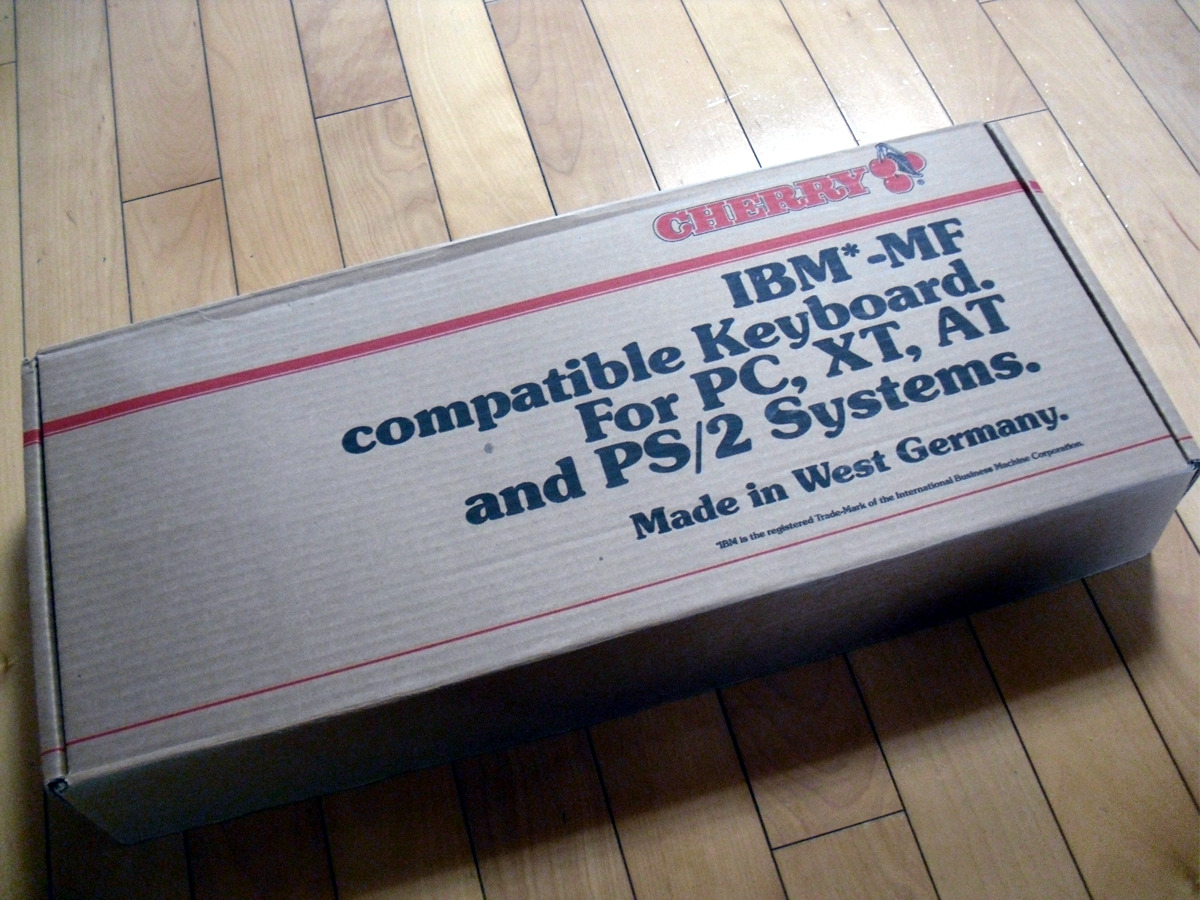 CHERRY®
IBM*-MF
compatible Keyboard.
For PC, XT, AT
and PS/2 Systems.
Made in West Germany.
*IBM is the registered Trade-Mark of the International Business Machine Corporation.